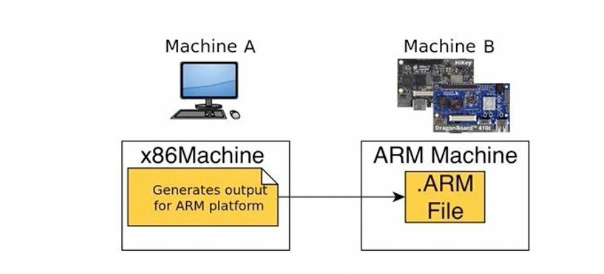 Machine A
Machine B
HiKey
DragonBoard™ 410c
x86Machine
ARM Machine
Generates output
for ARM platform
.ARM
File